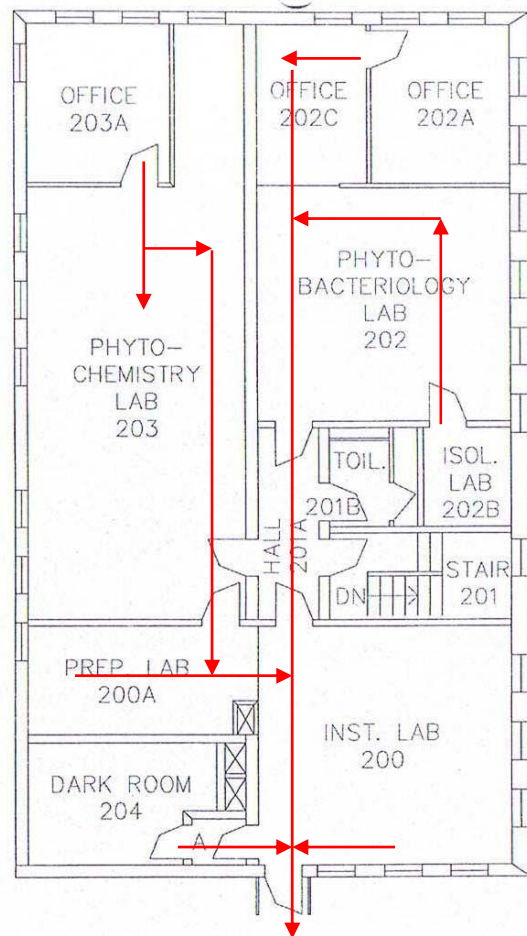 OFFICE
203A
OFFICE
202C
OFFICE
202A
PHYTO-
BACTERIOLOGY
LAB
202
PHYTO-
CHEMISTRY
LAB
203
TOIL.
201B
ISOL.
LAB
202B
HALL
201A
DN
STAIR
201
PREP. LAB
200A
INST. LAB
200
DARK ROOM
204
A